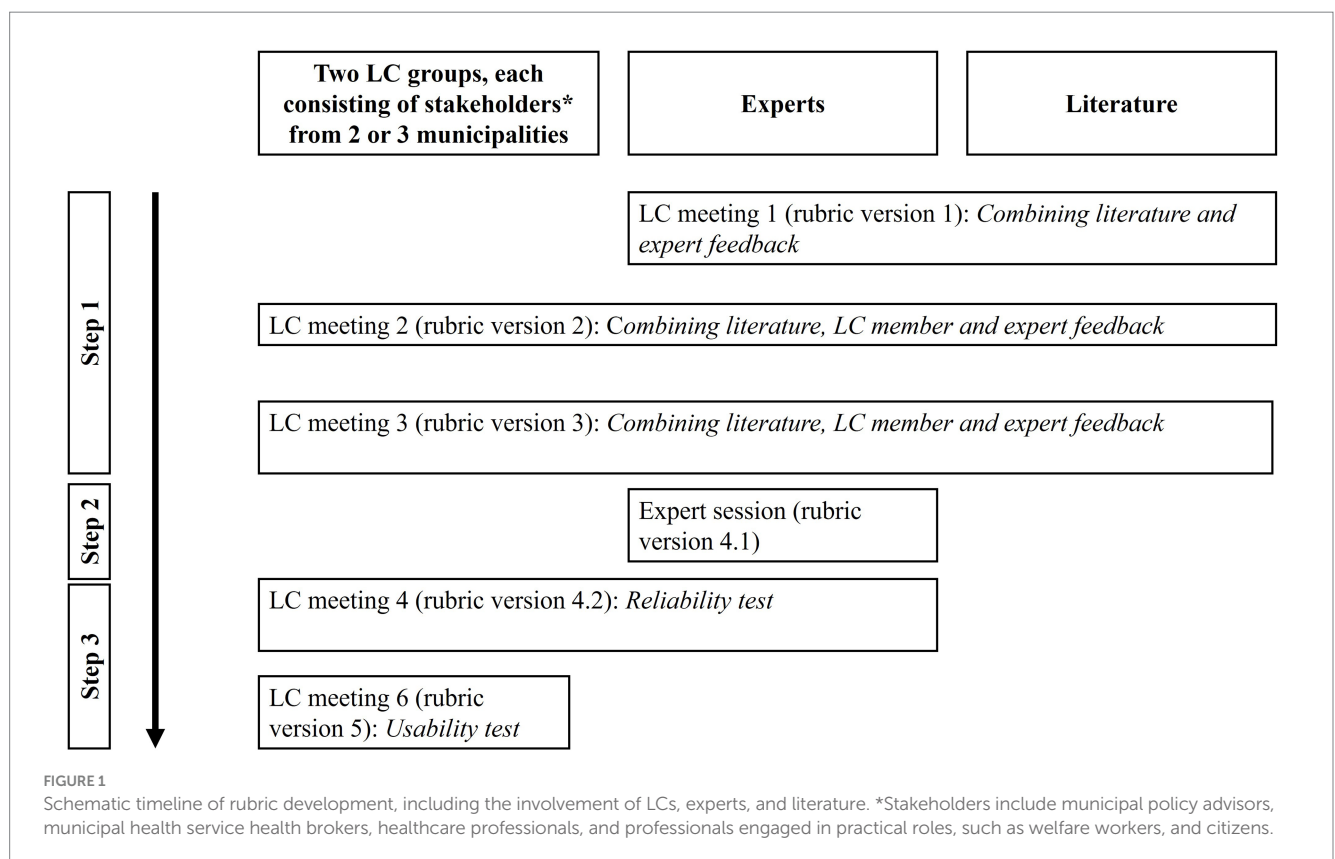 Two LC groups, each
consisting of stakeholders*
from 2 or 3 municipalities
Experts
Literature
Step 1
LC meeting 1 (rubric version 1): Combining literature and
expert feedback
LC meeting 2 (rubric version 2): Combining literature, LC member and expert feedback
LC meeting 3 (rubric version 3): Combining literature, LC member and expert feedback
Step 2
Expert session (rubric
version 4.1)
Step 3
LC meeting 4 (rubric version 4.2): Reliability test
LC meeting 6 (rubric
version 5): Usability test
FIGURE 1
Schematic timeline of rubric development, including the involvement of LCs, experts, and literature. *Stakeholders include municipal policy advisors,
municipal health service health brokers, healthcare professionals, and professionals engaged in practical roles, such as welfare workers, and citizens.